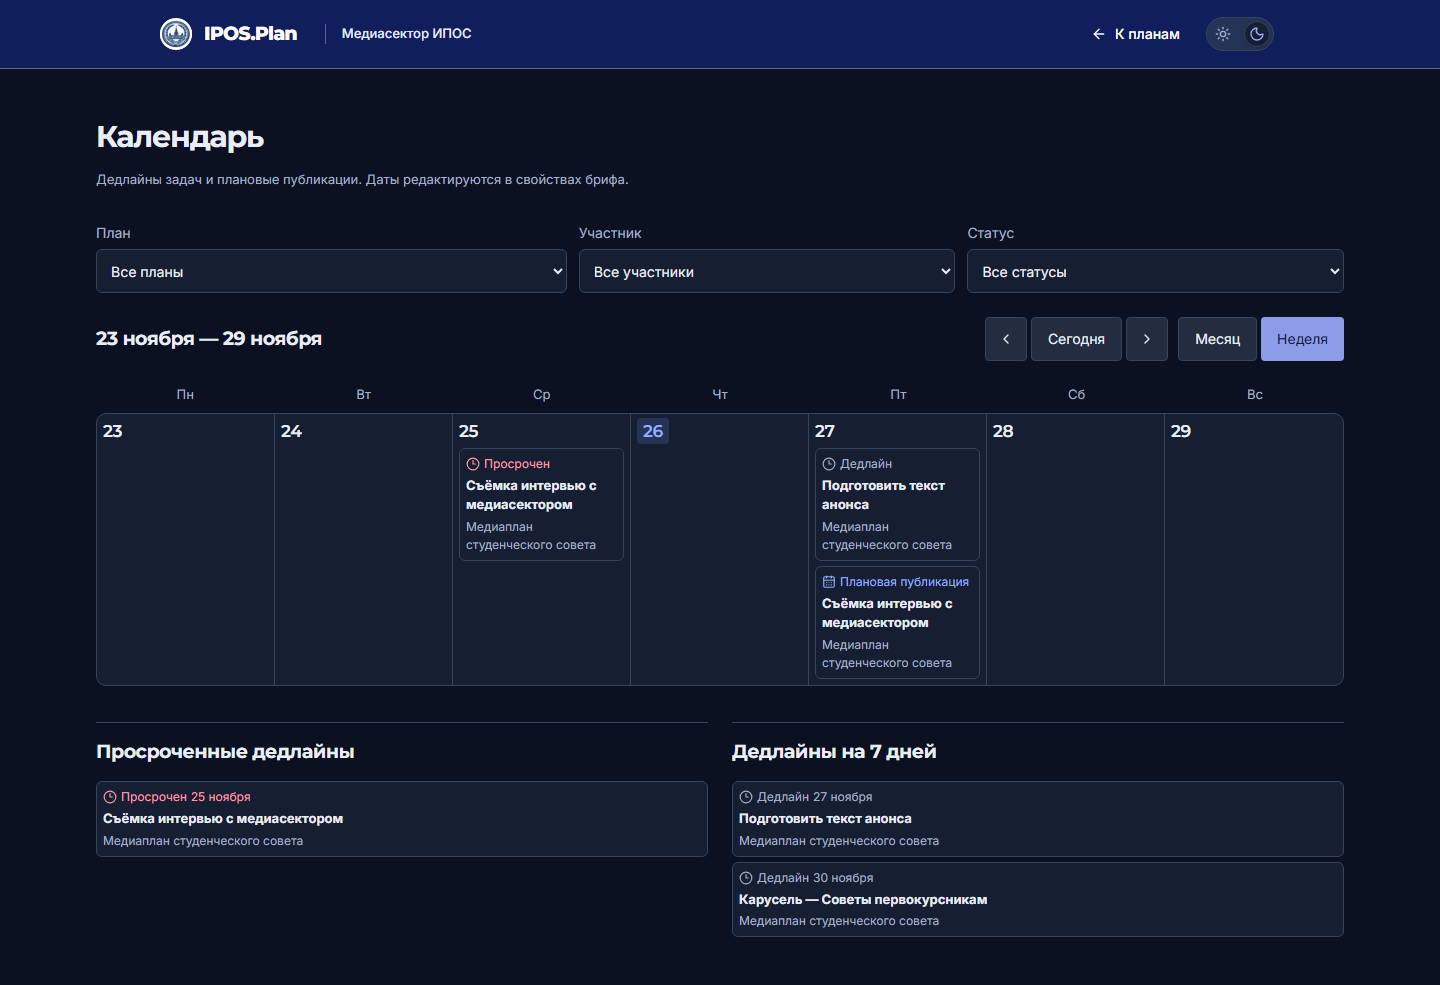 IPOS.Plan
Медиасектор ИПОС
К планам
Календарь
Дедлайны задач и плановые публикации. Даты редактируются в свойствах брифа.
План
Участник
Статус
Все планы
Все участники
Все статусы
23 ноября — 29 ноября
Сегодня
Месяц
Неделя
Пн
Вт
Ср
Чт
Пт
Сб
Вс
23
24
25
Просрочен
Съёмка интервью с
медиасектором
Медиаплан
студенческого совета
26
27
Дедлайн
Подготовить текст
анонса
Медиаплан
студенческого совета
Плановая публикация
Съёмка интервью с
медиасектором
Медиаплан
студенческого совета
28
29
Просроченные дедлайны
Просрочен 25 ноября
Съёмка интервью с медиасектором
Медиаплан студенческого совета
Дедлайны на 7 дней
Дедлайн 27 ноября
Подготовить текст анонса
Медиаплан студенческого совета
Дедлайн 30 ноября
Карусель — Советы первокурсникам
Медиаплан студенческого совета